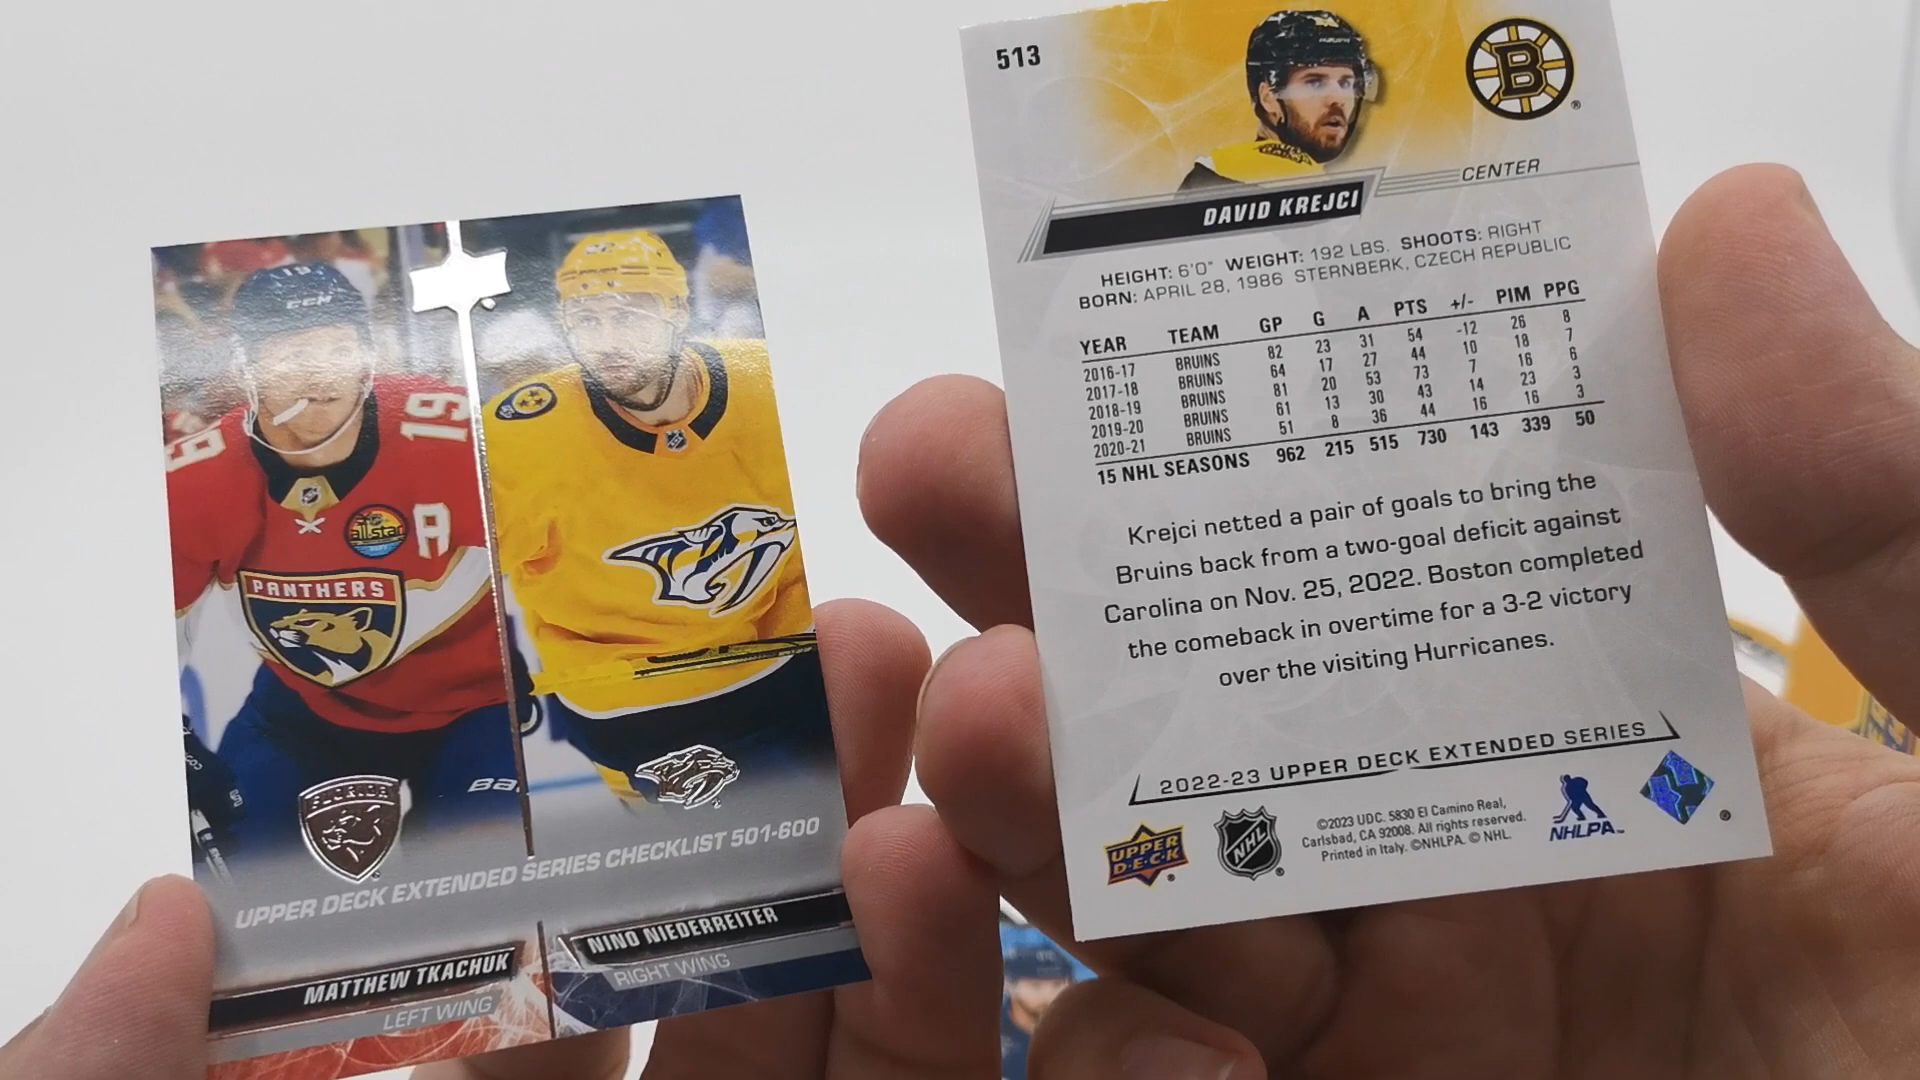 19
CCM
19
A
all star
PANTHERS
FLORIDA
UPPER DECK EXTENDED SERIES CHECKLIST 501-600
MATTHEW TKACHUK
LEFT WING
NINO NIEDERREITER
RIGHT WING
513
B
CENTER
DAVID KREJCI
HEIGHT: 6'0" WEIGHT: 192 LBS. SHOOTS: RIGHT
BORN: APRIL 28, 1986 STERNBERK, CZECH REPUBLIC
YEAR TEAM GP G A PTS +/- PIM PPG
2016-17 BRUINS 82 23 31 54 -12 26 8
2017-18 BRUINS 64 17 27 44 10 18 7
2018-19 BRUINS 81 20 53 73 7 16 6
2019-20 BRUINS 61 13 30 43 14 23 3
2020-21 BRUINS 51 8 36 44 16 16 3
15 NHL SEASONS 962 215 515 730 143 339 50
Krejci netted a pair of goals to bring the
Bruins back from a two-goal deficit against
Carolina on Nov. 25, 2022. Boston completed
the comeback in overtime for a 3-2 victory
over the visiting Hurricanes.
2022-23 UPPER DECK EXTENDED SERIES
UPPER
D·E·C·K
NHL
©2023 UDC. 5830 El Camino Real,
Carlsbad, CA 92008. All rights reserved.
Printed in Italy. ©NHLPA. © NHL.
NHLPA™